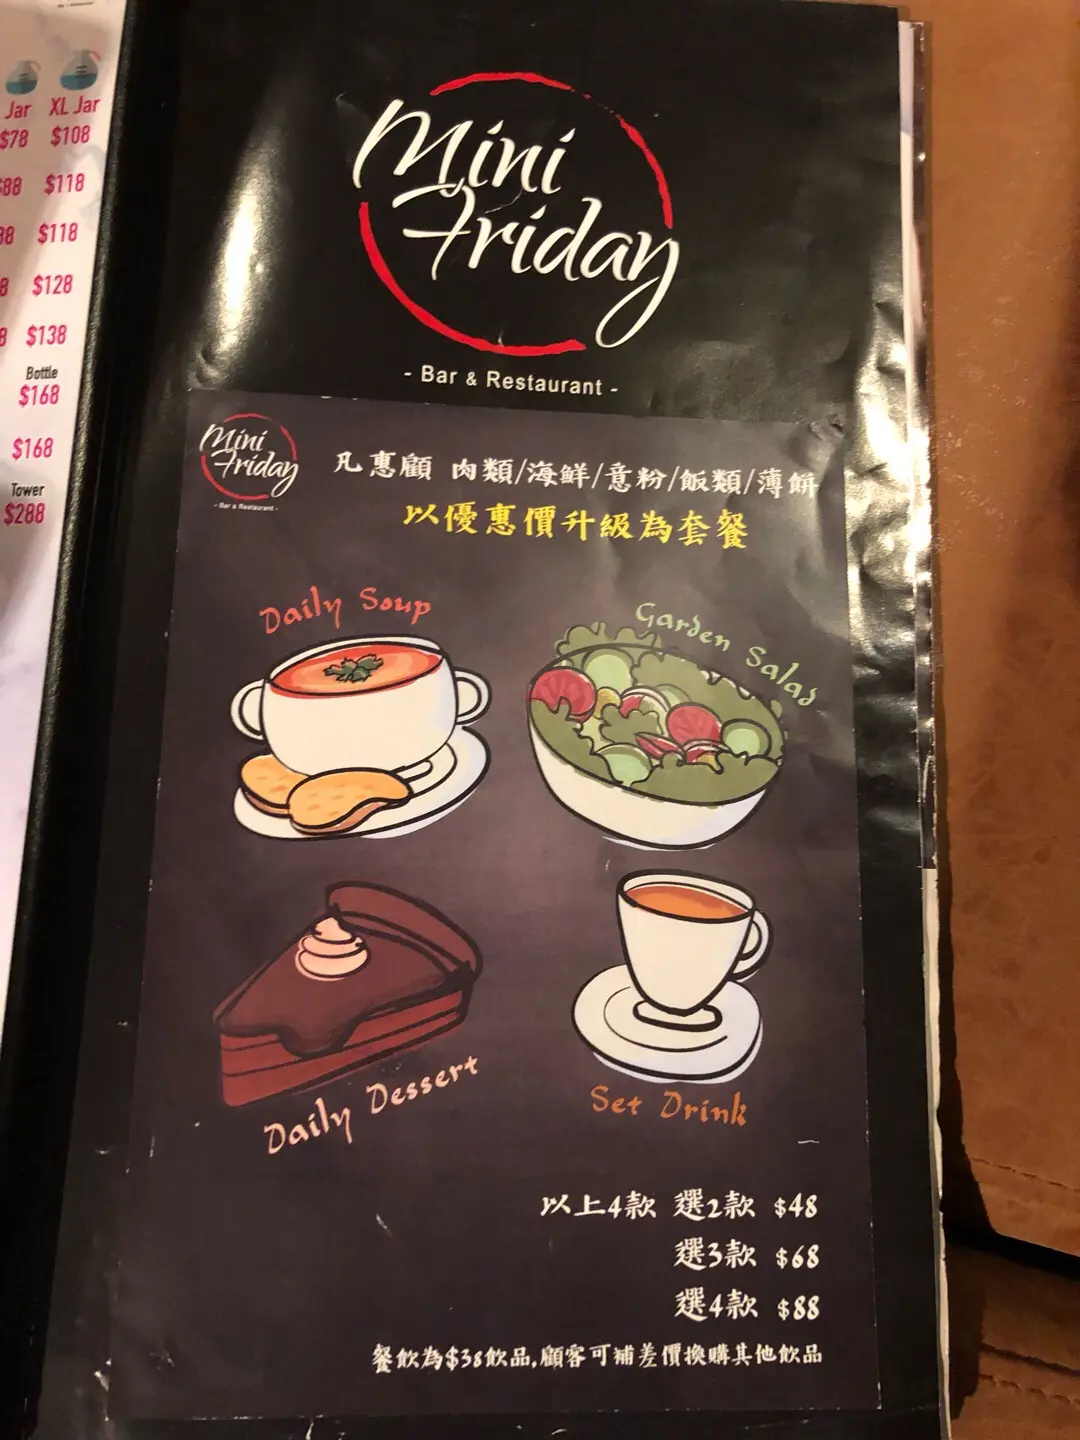 Jar XL Jar
$78 $108
$118
$118
$128
$138
Bottle
$168
$168
Tower
$288
Mini
Friday
- Bar & Restaurant -
Mini
Friday
- Bar & Restaurant -
凡惠顧 肉類/海鮮/意粉/飯類/薄餅
以優惠價升級為套餐
Daily Soup
Garden Salad
Daily Dessert
Set Drink
以上4款 選2款 $48
選3款 $68
選4款 $88
餐飲為$38飲品,顧客可補差價換購其他飲品